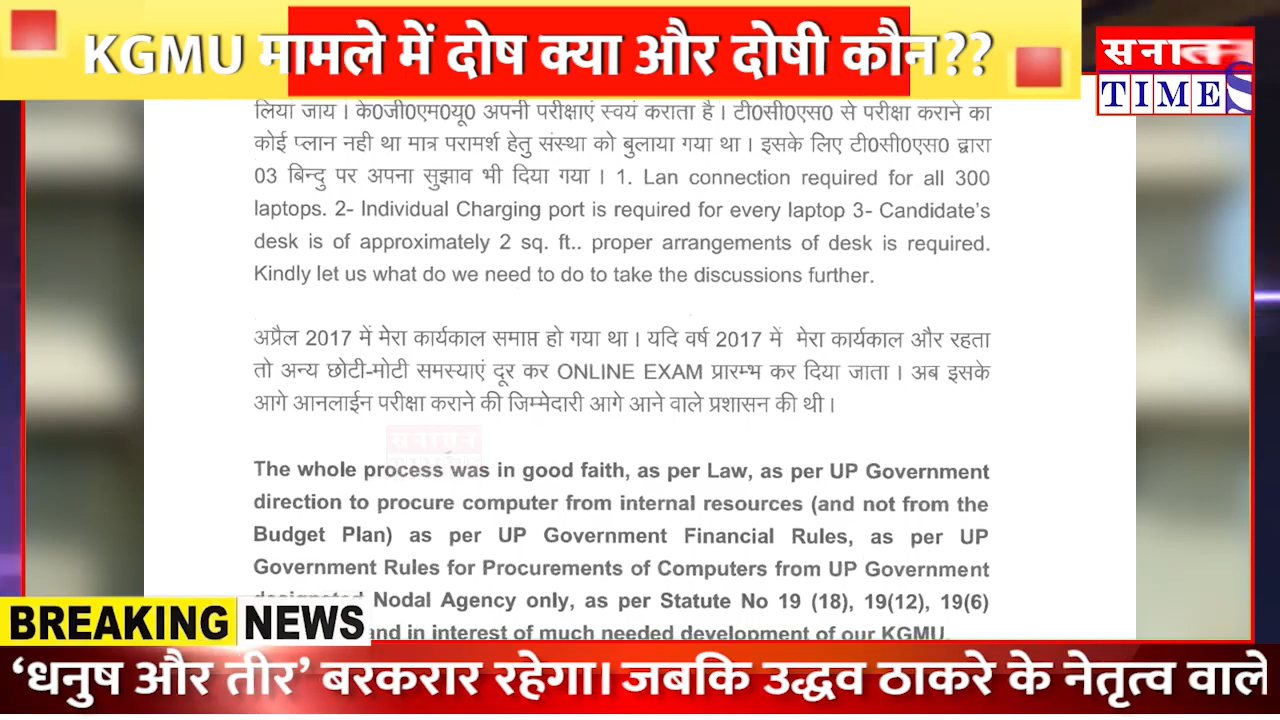 KGMU मामले में दोष क्या और दोषी कौन??
सनातन
TIMES
लिया जाय । के0जी0एम0यू0 अपनी परीक्षाएं स्वयं कराता है । टी0सी0एस0 से परीक्षा कराने का
कोई प्लान नही था मात्र परामर्श हेतु संस्था को बुलाया गया था । इसके लिए टी0सी0एस0 द्वारा
03 बिन्दु पर अपना सुझाव भी दिया गया । 1. Lan connection required for all 300
laptops. 2- Individual Charging port is required for every laptop 3- Candidate's
desk is of approximately 2 sq. ft.. proper arrangements of desk is required.
Kindly let us what do we need to do to take the discussions further.
अप्रैल 2017 में मेरा कार्यकाल समाप्त हो गया था । यदि वर्ष 2017 में मेरा कार्यकाल और रहता
तो अन्य छोटी-मोटी समस्याएं दूर कर ONLINE EXAM प्रारम्भ कर दिया जाता । अब इसके
आगे आनलाईन परीक्षा कराने की जिम्मेदारी आगे आने वाले प्रशासन की थी ।
सनातन
The whole process was in good faith, as per Law, as per UP Government
direction to procure computer from internal resources (and not from the
Budget Plan) as per UP Government Financial Rules, as per UP
Government Rules for Procurements of Computers from UP Government
Nodal Agency only, as per Statute No 19 (18), 19(12), 19(6)
and in interest of much needed development of our KGMU.
BREAKING NEWS
‘धनुष और तीर’ बरकरार रहेगा। जबकि उद्धव ठाकरे के नेतृत्व वाले